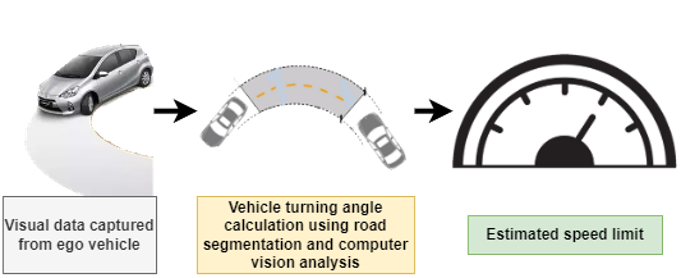 Visual data captured
from ego vehicle
Vehicle turning angle
calculation using road
segmentation and computer
vision analysis
Estimated speed limit